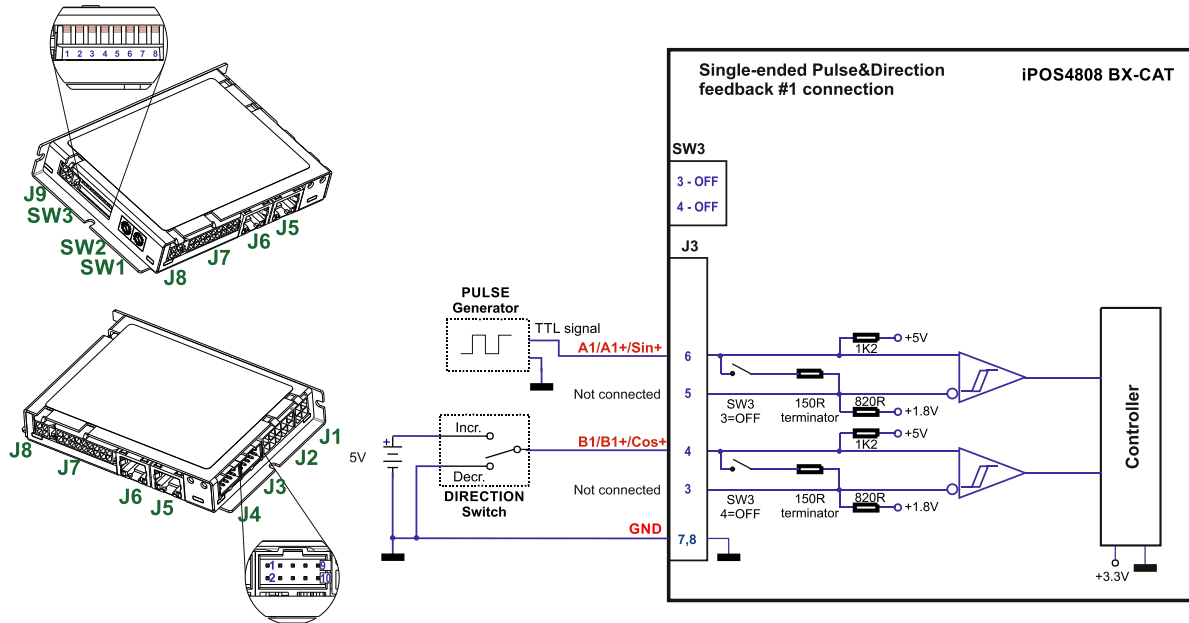 1 2 3 4 5 6 7 8
J9
SW3
SW2
SW1
J8
J7
J6
J5
J8
J7
J6
J5
J4
J3
J2
J1
1
9
2
10
Single-ended Pulse&Direction
feedback #1 connection
iPOS4808 BX-CAT
SW3
3 - OFF
4 - OFF
J3
PULSE
Generator
TTL signal
A1/A1+/Sin+
6
1K2
+5V
Not connected
5
SW3
3=OFF
150R
terminator
820R
+1.8V
5V
+
Incr.
Decr.
DIRECTION
Switch
B1/B1+/Cos+
4
1K2
+5V
Not connected
3
SW3
4=OFF
150R
terminator
820R
+1.8V
GND
7,8
Controller
+3.3V